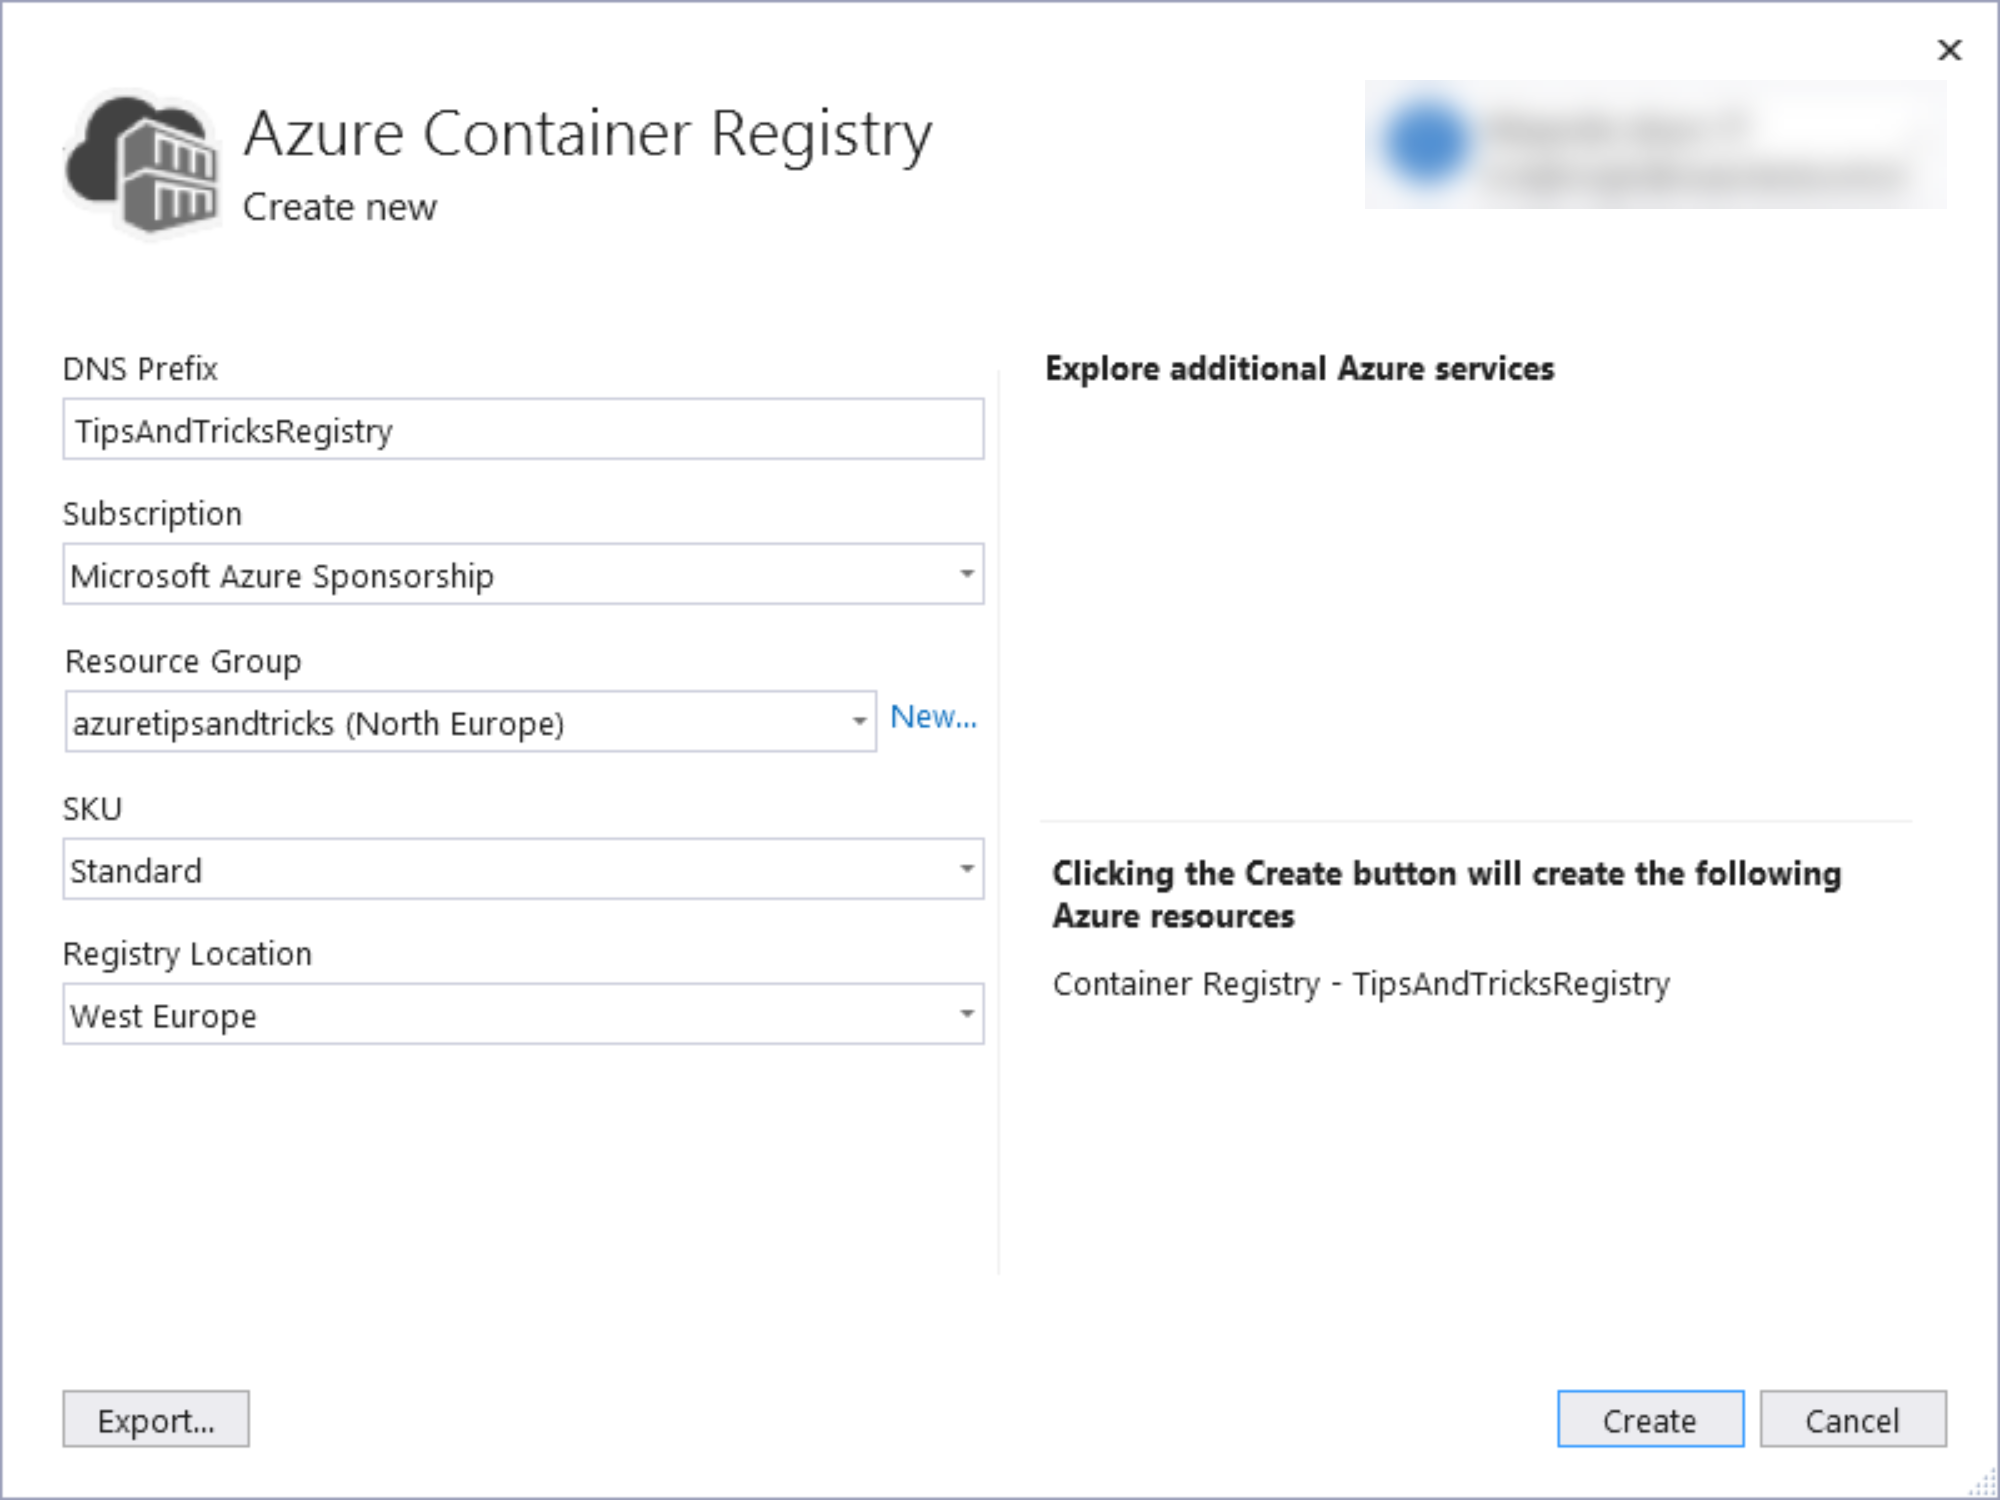 Azure Container Registry
Create new
DNS Prefix
TipsAndTricksRegistry
Subscription
Microsoft Azure Sponsorship
Resource Group
azuretipsandtricks (North Europe)
New...
SKU
Standard
Registry Location
West Europe
Explore additional Azure services
Clicking the Create button will create the following
Azure resources
Container Registry - TipsAndTricksRegistry
Export...
Create
Cancel